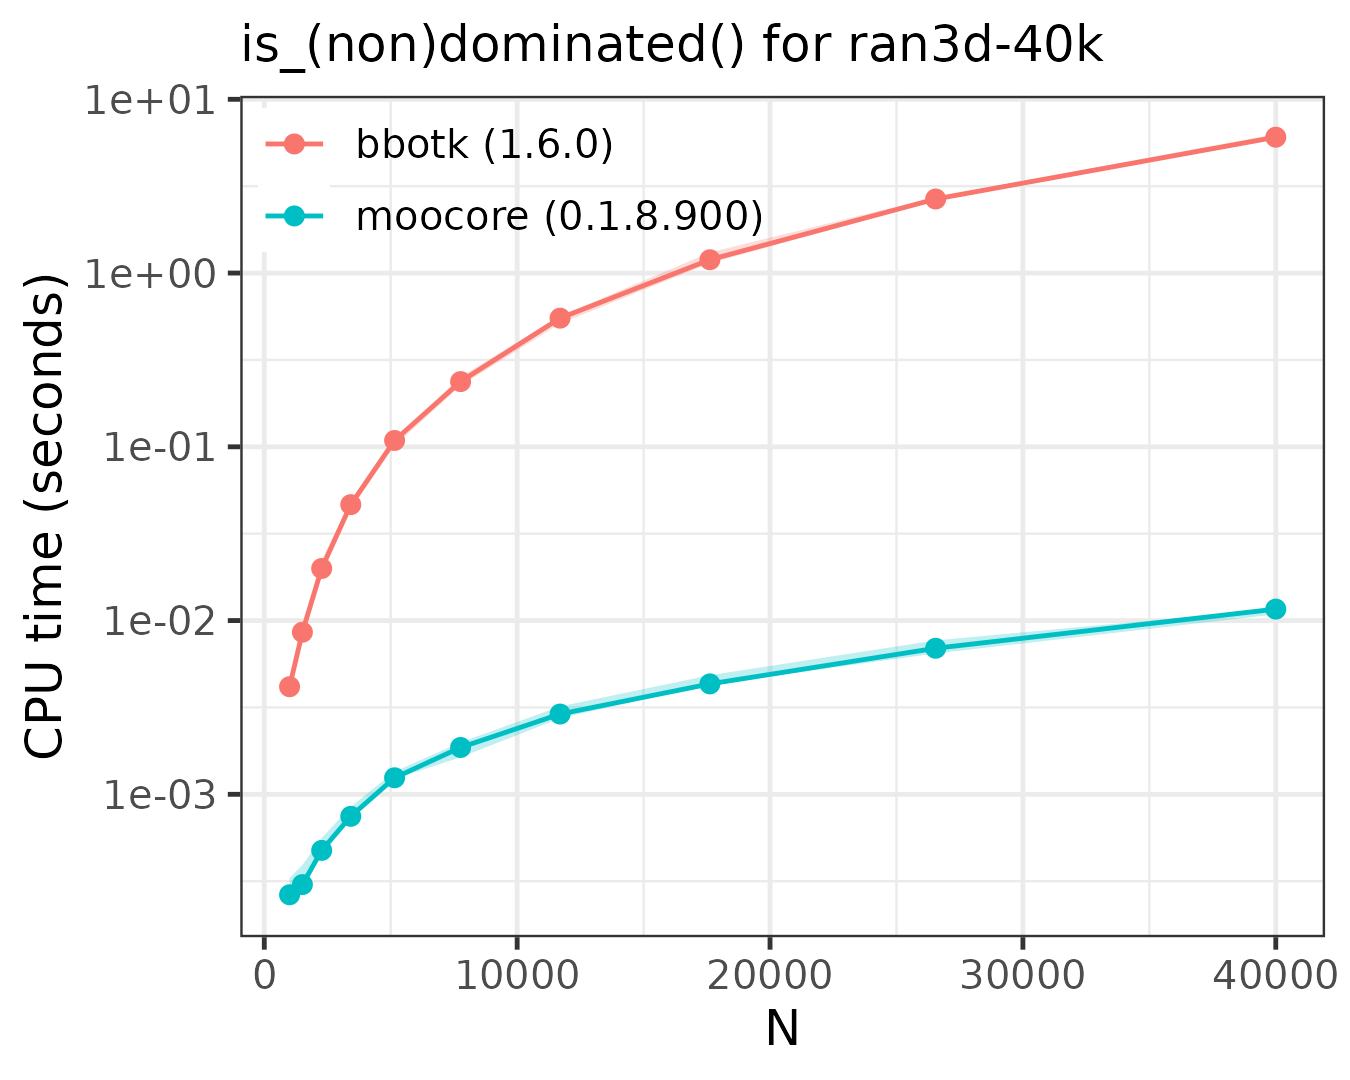 is_(non)dominated() for ran3d-40k
bbotk (1.6.0)
moocore (0.1.8.900)
CPU time (seconds)
1e+01
1e+00
1e-01
1e-02
1e-03
0 10000 20000 30000 40000
N